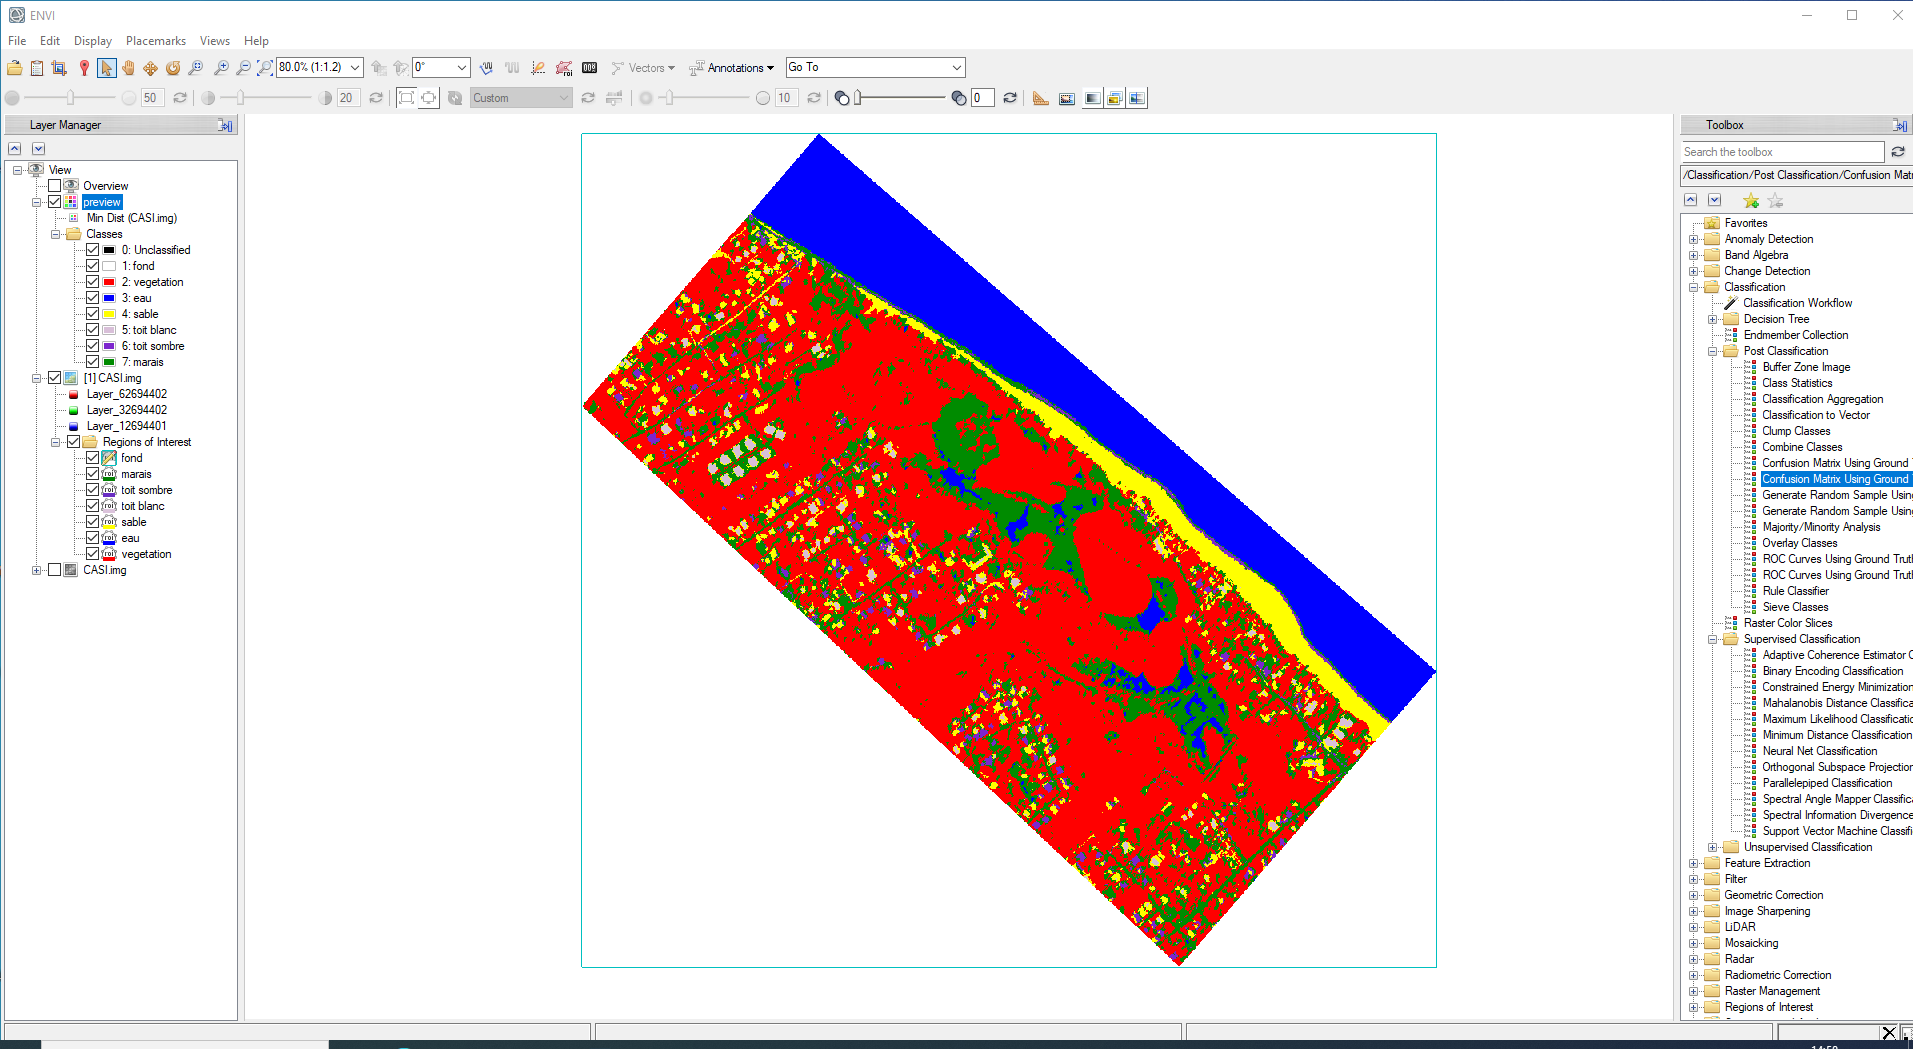 ENVI
File Edit Display Placemarks Views Help
80.0% (1:1.2) 0° Vectors Annotations Go To
50 20 Custom 10 0
Layer Manager
View
Overview
preview
Min Dist (CASI.img)
Classes
0: Unclassified
1: fond
2: vegetation
3: eau
4: sable
5: toit blanc
6: toit sombre
7: marais
[1] CASI.img
Layer_62694402
Layer_32694402
Layer_12694401
Regions of Interest
fond
marais
toit sombre
toit blanc
sable
eau
vegetation
CASI.img
Toolbox
Search the toolbox
/Classification/Post Classification/Confusion Matr
Favorites
Anomaly Detection
Band Algebra
Change Detection
Classification
Classification Workflow
Decision Tree
Endmember Collection
Post Classification
Buffer Zone Image
Class Statistics
Classification Aggregation
Classification to Vector
Clump Classes
Combine Classes
Confusion Matrix Using Ground
Confusion Matrix Using Ground
Generate Random Sample Using
Generate Random Sample Using
Majority/Minority Analysis
Overlay Classes
ROC Curves Using Ground Truth
ROC Curves Using Ground Truth
Rule Classifier
Sieve Classes
Raster Color Slices
Supervised Classification
Adaptive Coherence Estimator C
Binary Encoding Classification
Constrained Energy Minimization
Mahalanobis Distance Classifica
Maximum Likelihood Classificatio
Minimum Distance Classification
Neural Net Classification
Orthogonal Subspace Projection
Parallelepiped Classification
Spectral Angle Mapper Classifica
Spectral Information Divergence
Support Vector Machine Classifi
Unsupervised Classification
Feature Extraction
Filter
Geometric Correction
Image Sharpening
LiDAR
Mosaicking
Radar
Radiometric Correction
Raster Management
Regions of Interest